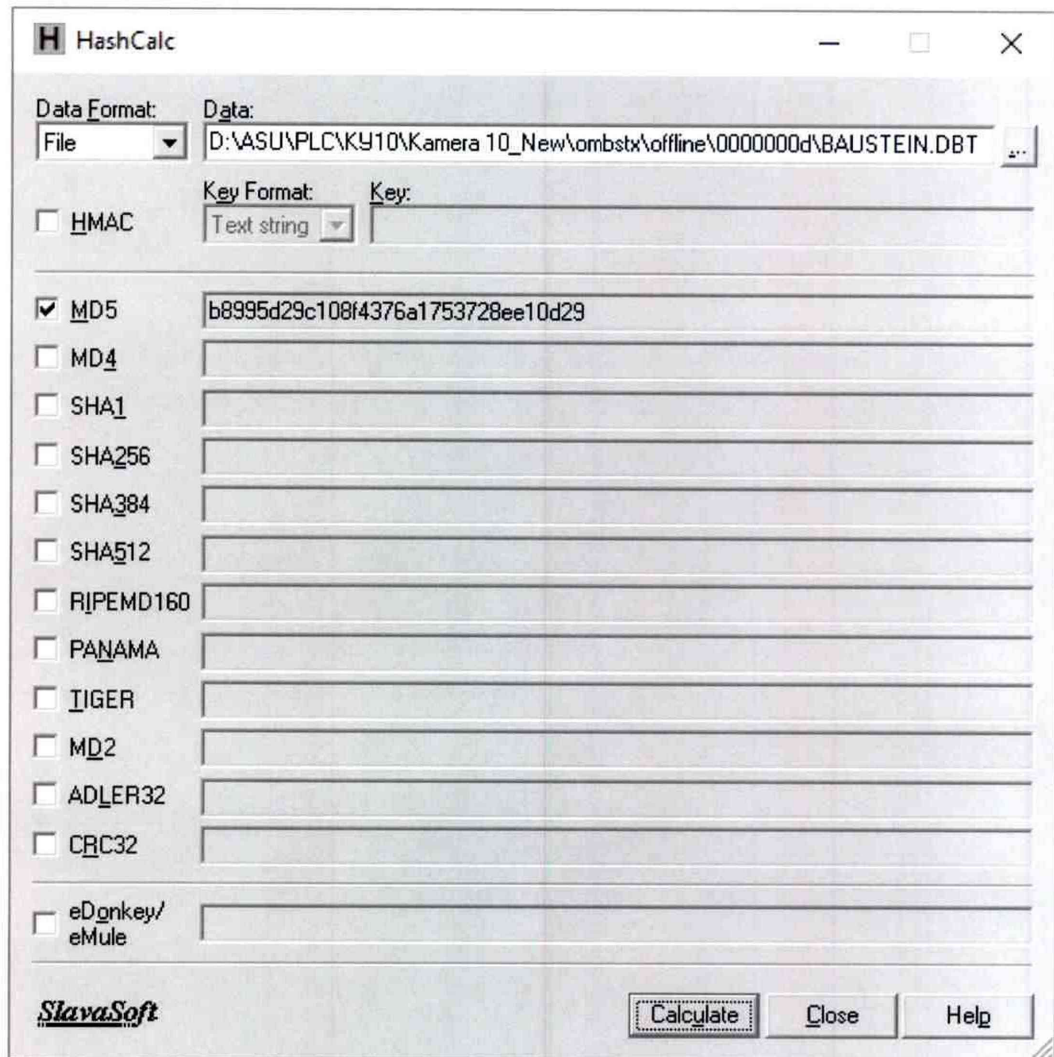 H HashCalc
Data Format: Data:
File D:\ASU\PLC\КУ10\Kamera 10_New\ombstx\offline\0000000d\BAUSTEIN.DBT ...
Key Format: Key:
HMAC Text string
MD5 b8995d29c108f4376a1753728ee10d29
MD4
SHA1
SHA256
SHA384
SHA512
RIPEMD160
PANAMA
TIGER
MD2
ADLER32
CRC32
eDonkey/
eMule
SlavaSoft Calculate Close Help